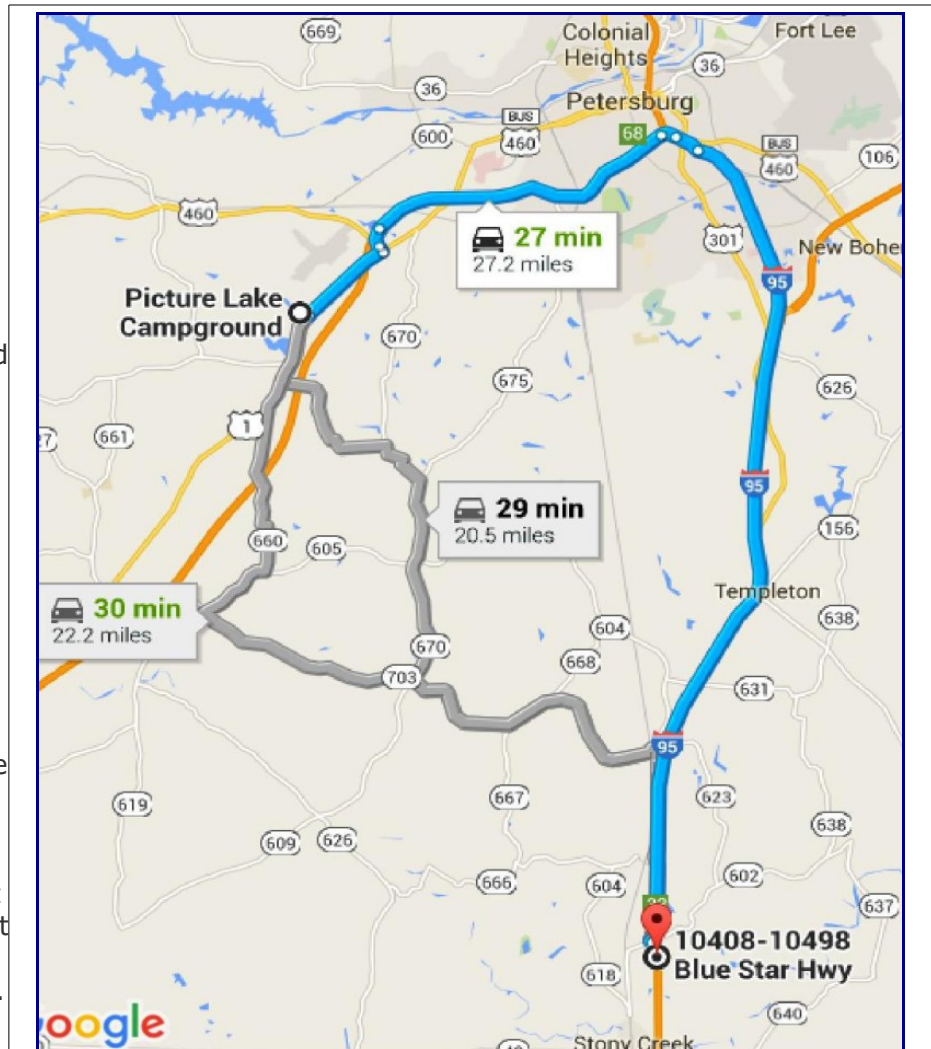 669
Colonial
Heights
Fort Lee
36
36
Petersburg
BUS
460
68
600
BUS
460
106
460
27 min
27.2 miles
301
New Bohe
95
Picture Lake
Campground
670
675
626
d
1
27
661
95
29 min
20.5 miles
156
660
605
30 min
22.2 miles
Templeton
604
638
670
668
703
631
95
e
619
667
623
609
626
638
666
604
602
637
t
10408-10498
Blue Star Hwy
618
.
640
oogle
Stony Creek